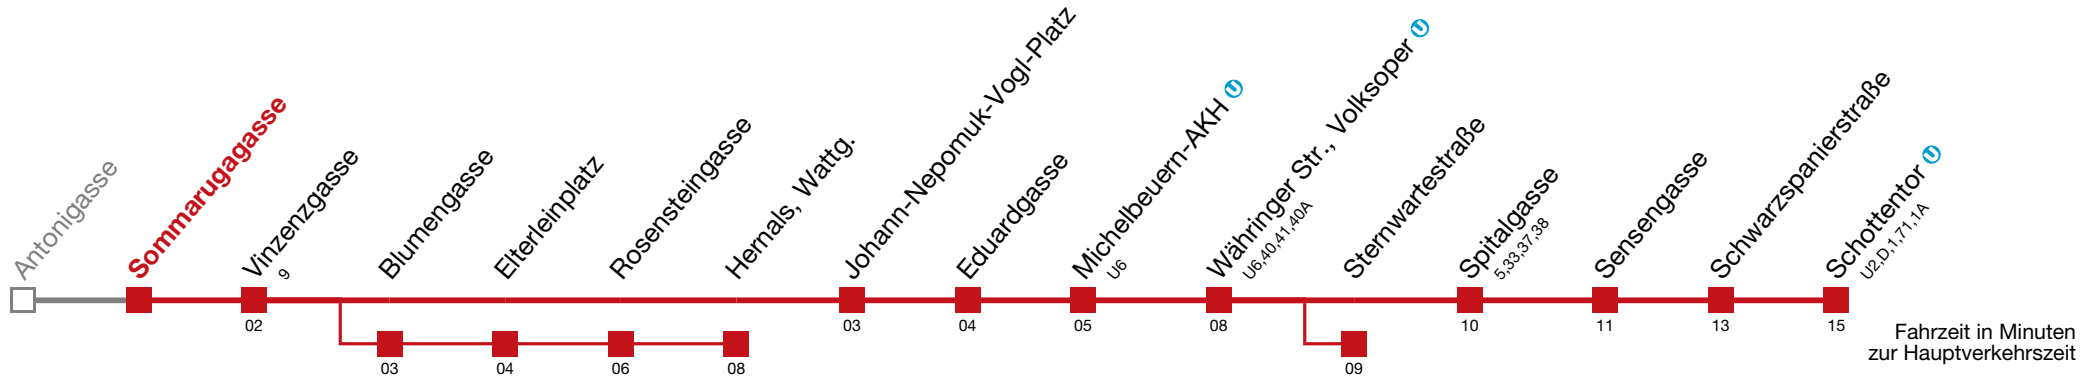 Antonigasse
Sommarugagasse
Vinzenzgasse
9
Blumengasse
Elterleinplatz
Rosensteingasse
Hernals, Wattg.
Johann-Nepomuk-Vogl-Platz
Eduardgasse
Michelbeuern-AKH U
U6
Währinger Str., Volksoper U
U6,40,41,40A
Sternwartestraße
Spitalgasse
5,33,37,38
Sensengasse
Schwarzspanierstraße
Schottentor U
U2,D,1,71,1A
02
03
04
05
08
10
11
13
15
03
04
06
08
09
Fahrzeit in Minuten
zur Hauptverkehrszeit